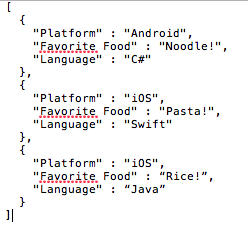 [
{
"Platform" : "Android",
"Favorite Food" : "Noodle!",
"Language" : "C#"
},
{
"Platform" : "iOS",
"Favorite Food" : "Pasta!",
"Language" : "Swift"
},
{
"Platform" : "iOS",
"Favorite Food" : “Rice!”,
"Language" : “Java”
}
]